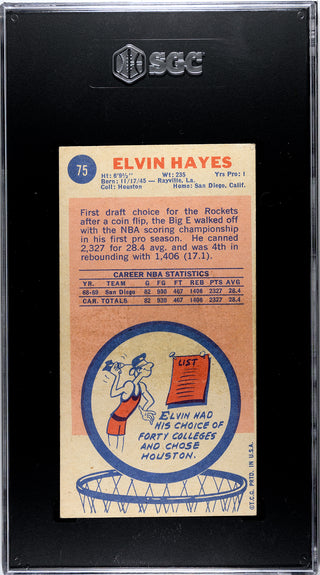 SGC
75
ELVIN HAYES
Ht: 6'9½" Wt: 235 Yrs Pro: 1
Born: 11/17/45 — Rayville, La.
Coll: Houston Home: San Diego, Calif.
First draft choice for the Rockets
after a coin flip, the Big E walked off
with the NBA scoring championship
in his first pro season. He canned
2,327 for 28.4 avg. and was 4th in
rebounding with 1,406 (17.1).
CAREER NBA STATISTICS
YR. TEAM G FG FT REB PTS AVG
68-69 San Diego 82 930 467 1406 2327 28.4
CAR. TOTALS 82 930 467 1406 2327 28.4
LIST
ELVIN HAD
HIS CHOICE OF
FORTY COLLEGES
AND CHOSE
HOUSTON.
©T.C.G. PRTD. IN U.S.A.